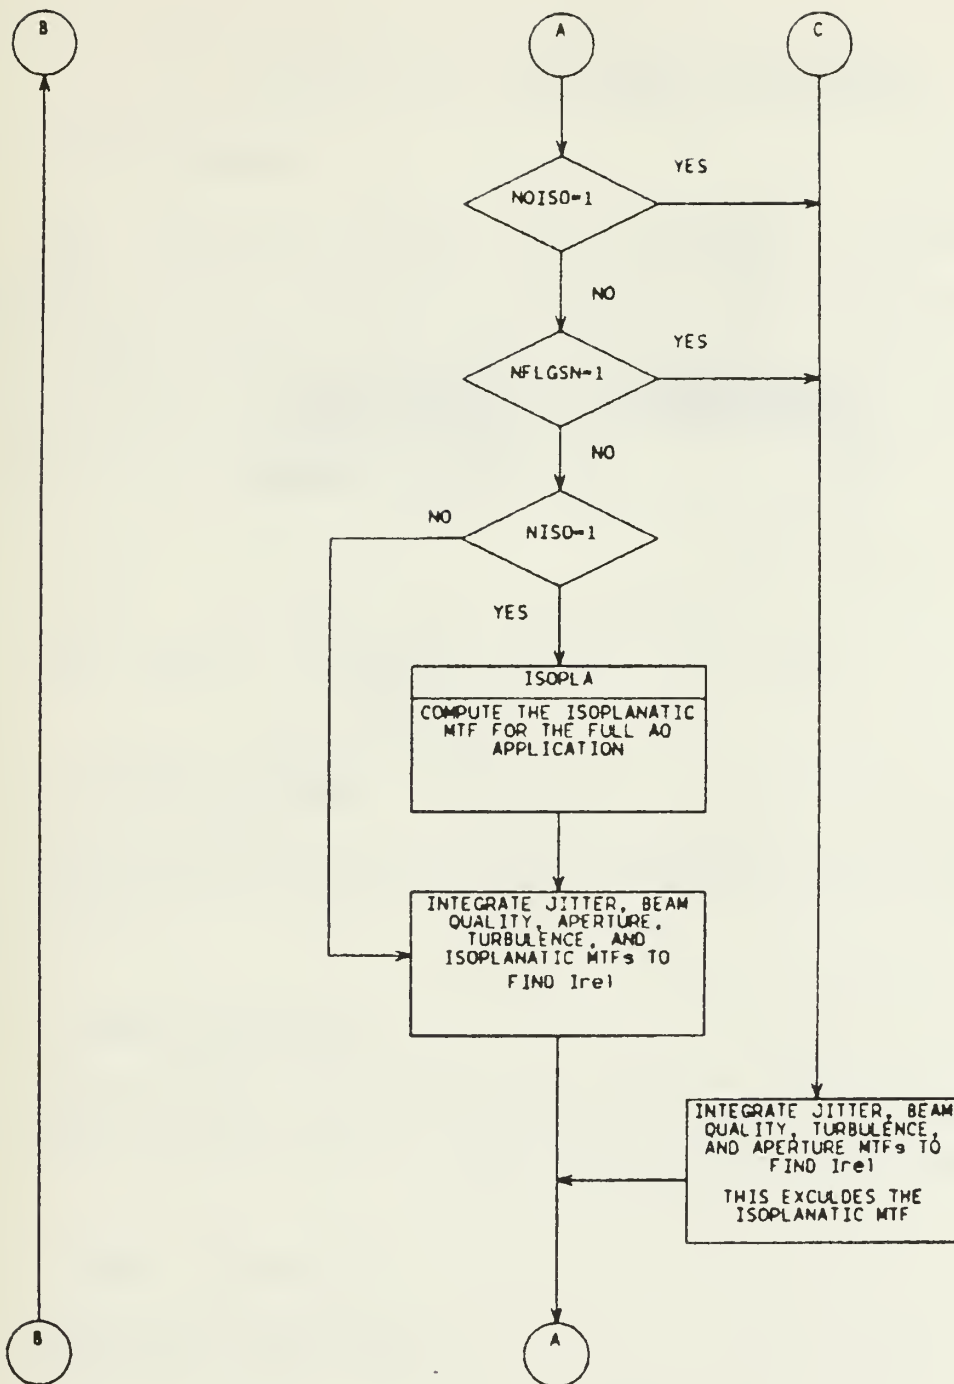 B
A
C
YES
NOISO=1
NO
YES
NFLGSN=1
NO
NO
NISO=1
YES
ISOPLA
COMPUTE THE ISOPLANATIC
MTF FOR THE FULL AO
APPLICATION
INTEGRATE JITTER, BEAM
QUALITY, APERTURE,
TURBULENCE, AND
ISOPLANATIC MTFs TO
FIND Irel
INTEGRATE JITTER, BEAM
QUALITY, TURBULENCE,
AND APERTURE MTFs TO
FIND Irel
THIS EXCULDES THE
ISOPLANATIC MTF
B
A